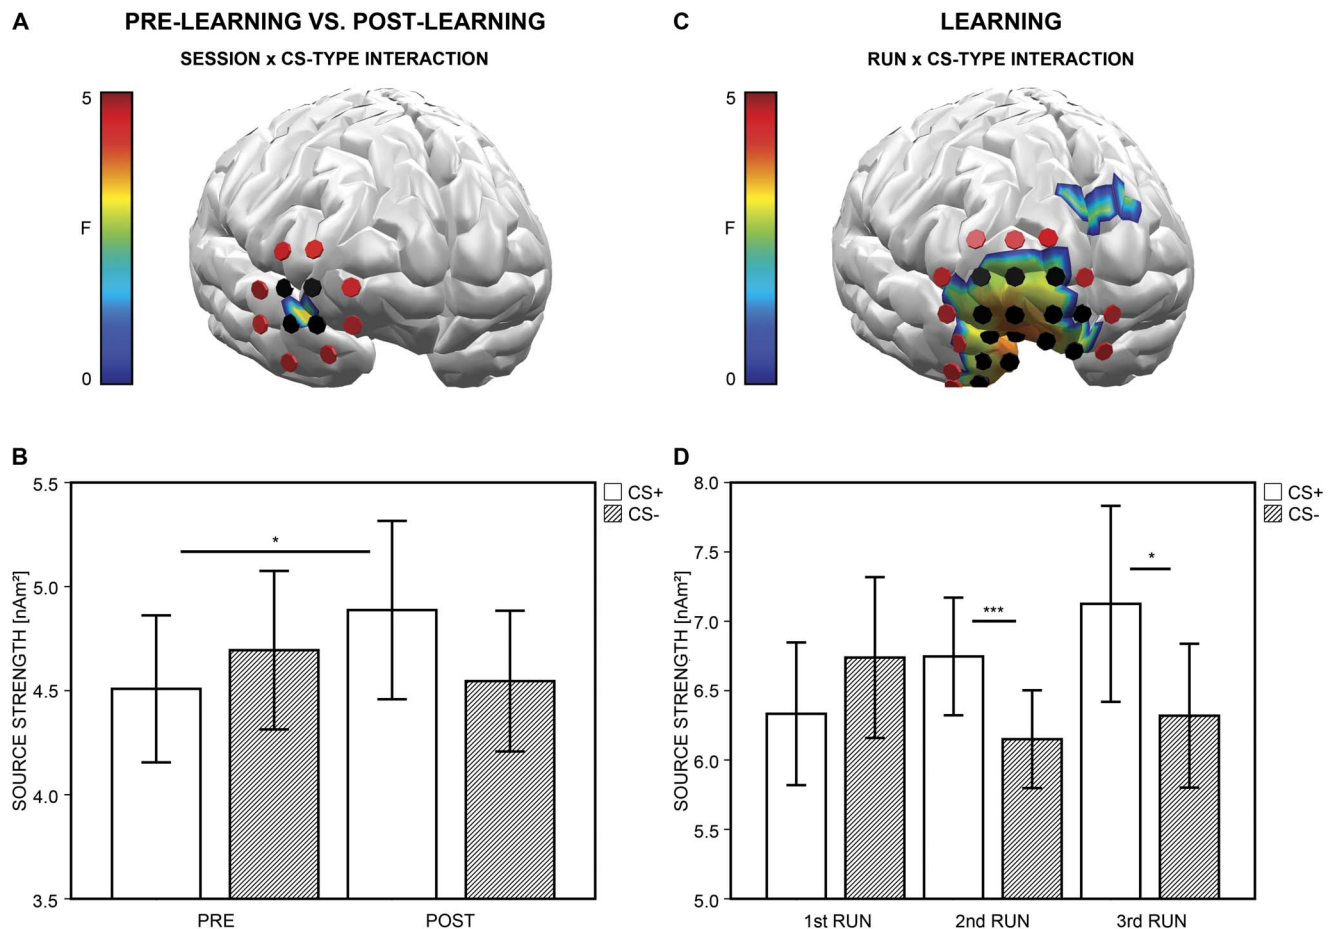 A
PRE-LEARNING VS. POST-LEARNING
SESSION x CS-TYPE INTERACTION
5
F
0
C
LEARNING
RUN x CS-TYPE INTERACTION
5
F
0
B
SOURCE STRENGTH [nAm²]
5.5
5.0
4.5
4.0
3.5
*
CS+
CS-
PRE
POST
D
SOURCE STRENGTH [nAm²]
8.0
7.5
7.0
6.5
6.0
5.5
5.0
***
*
CS+
CS-
1st RUN
2nd RUN
3rd RUN